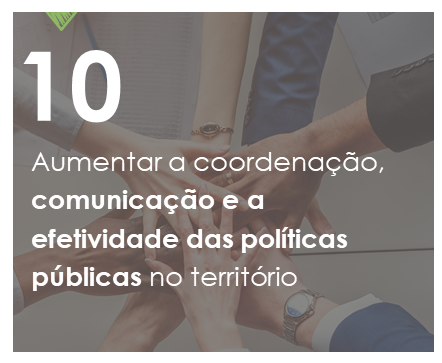 10
Aumentar a coordenação,
comunicação e a
efetividade das políticas
públicas no território